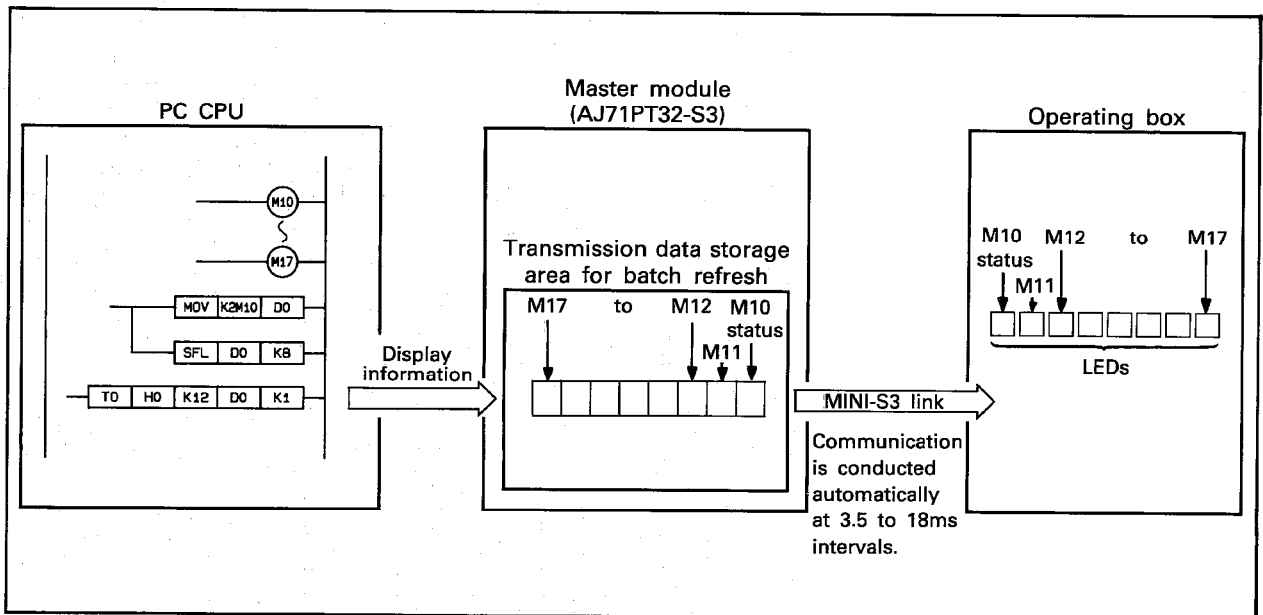 PC CPU
M10
M17
MOV K2M10 D0
SFL D0 K8
TO H0 K12 D0 K1
Display
information
Master module
(AJ71PT32-S3)
Transmission data storage
area for batch refresh
M17 to M12 M10
status
M11
MINI-S3 link
Communication
is conducted
automatically
at 3.5 to 18ms
intervals.
Operating box
M10 M12 to M17
status
M11
LEDs